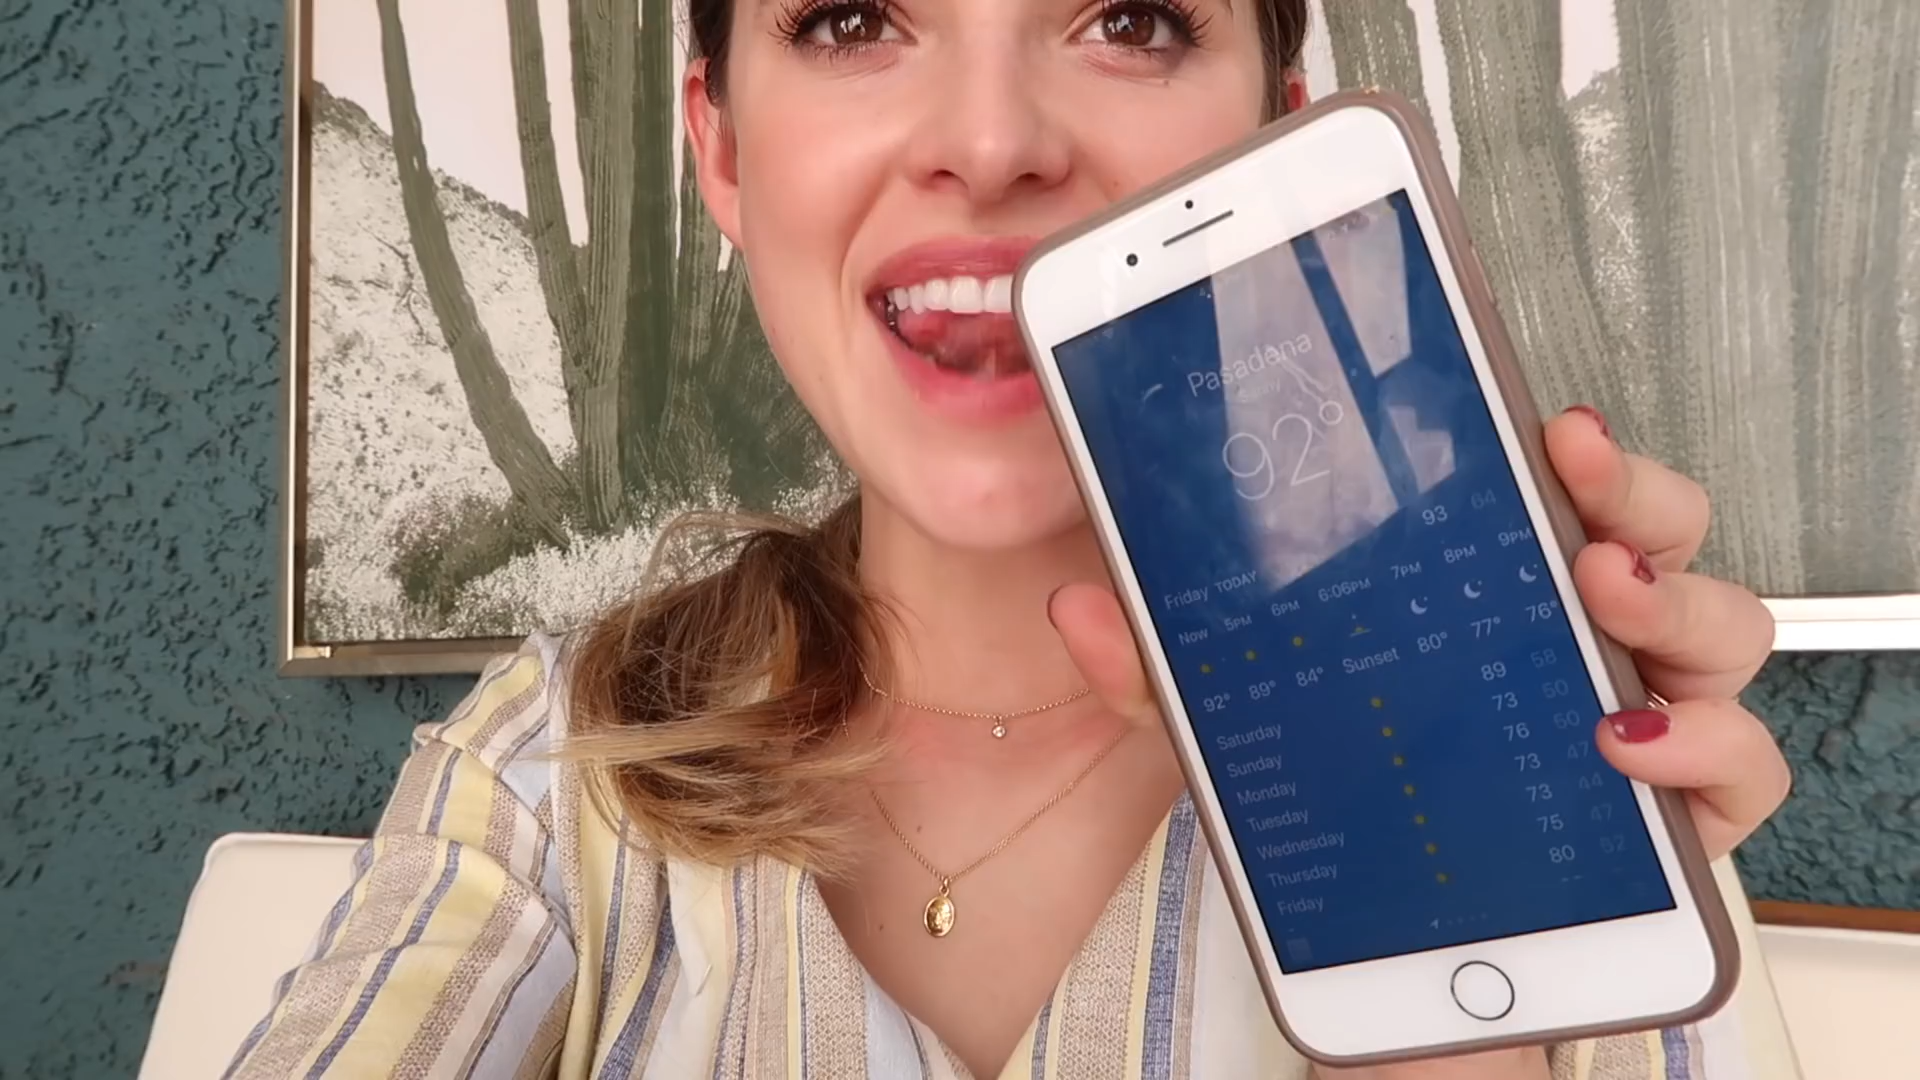 Pasadena
92°
Friday TODAY 93 64
Now 5PM 6PM 6:06PM 7PM 8PM 9PM
92° 89° 84° Sunset 80° 77° 76°
Saturday 89 58
Sunday 73 50
Monday 76
Tuesday 73 47
Wednesday 73 44
Thursday 75 47
Friday 80